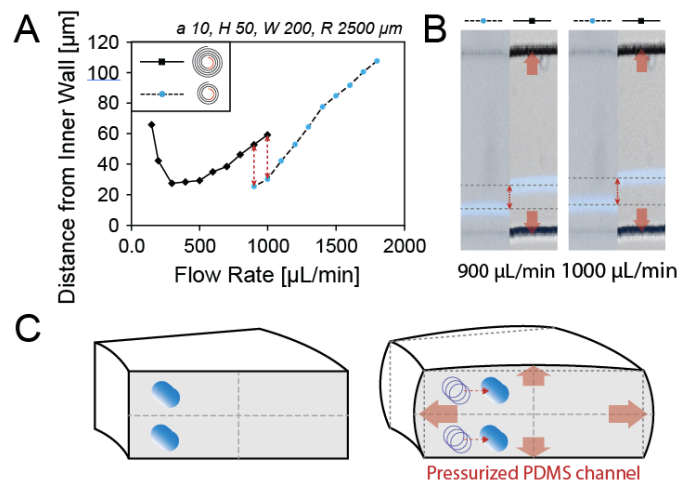 A
a 10, H 50, W 200, R 2500 µm
B
Distance from Inner Wall [µm]
120
100
80
60
40
20
0
0.0
500
1000
1500
2000
Flow Rate [µL/min]
900 µL/min
1000 µL/min
C
Pressurized PDMS channel